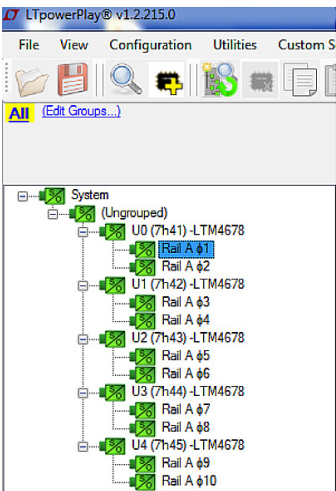 LTpowerPlay® v1.2.215.0
File View Configuration Utilities Custom S
All (Edit Groups...)
System
(Ungrouped)
U0 (7h41) -LTM4678
Rail A ϕ1
Rail A ϕ2
U1 (7h42) -LTM4678
Rail A ϕ3
Rail A ϕ4
U2 (7h43) -LTM4678
Rail A ϕ5
Rail A ϕ6
U3 (7h44) -LTM4678
Rail A ϕ7
Rail A ϕ8
U4 (7h45) -LTM4678
Rail A ϕ9
Rail A ϕ10